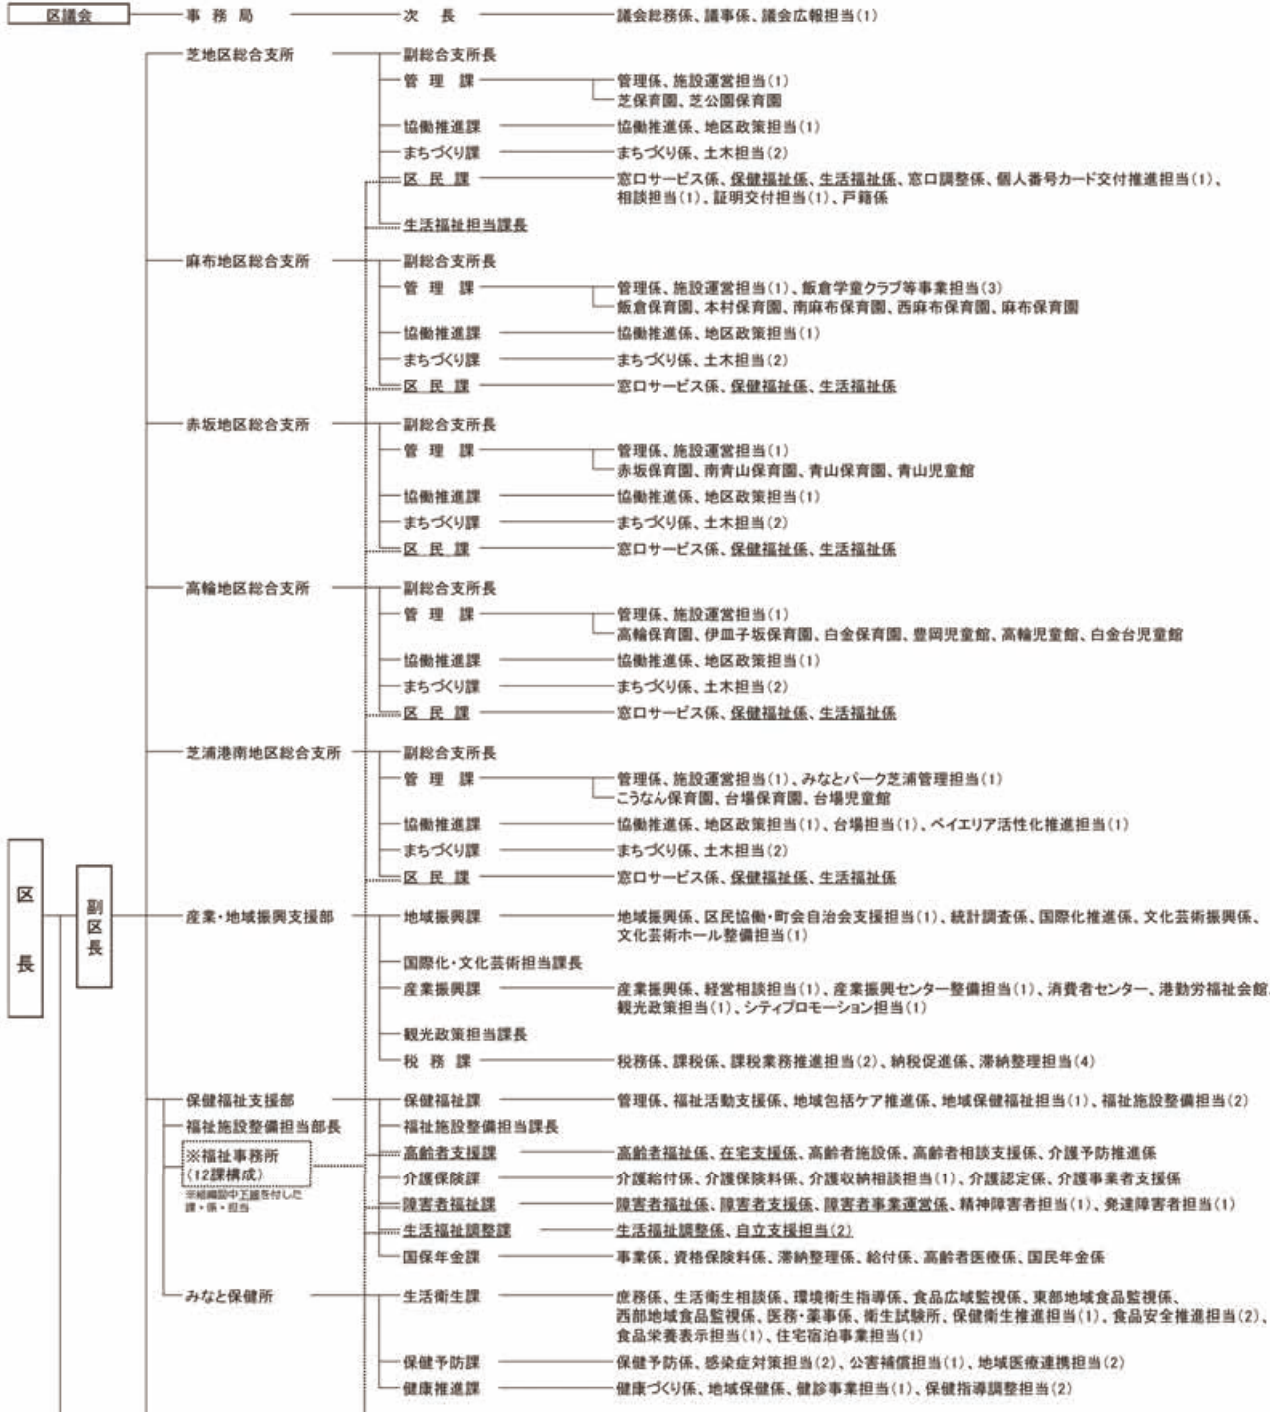 区議会 事務局 次長 議会総務係、議事係、議会広報担当(1)
芝地区総合支所 副総合支所長
管理課 管理係、施設運営担当(1)
芝保育園、芝公園保育園
協働推進課 協働推進係、地区政策担当(1)
まちづくり課 まちづくり係、土木担当(2)
区民課 窓口サービス係、保健福祉係、生活福祉係、窓口調整係、個人番号カード交付推進担当(1)、
相談担当(1)、証明交付担当(1)、戸籍係
生活福祉担当課長
麻布地区総合支所 副総合支所長
管理課 管理係、施設運営担当(1)、飯倉学童クラブ等事業担当(3)
飯倉保育園、本村保育園、南麻布保育園、西麻布保育園、麻布保育園
協働推進課 協働推進係、地区政策担当(1)
まちづくり課 まちづくり係、土木担当(2)
区民課 窓口サービス係、保健福祉係、生活福祉係
赤坂地区総合支所 副総合支所長
管理課 管理係、施設運営担当(1)
赤坂保育園、南青山保育園、青山保育園、青山児童館
協働推進課 協働推進係、地区政策担当(1)
まちづくり課 まちづくり係、土木担当(2)
区民課 窓口サービス係、保健福祉係、生活福祉係
高輪地区総合支所 副総合支所長
管理課 管理係、施設運営担当(1)
高輪保育園、伊皿子坂保育園、白金保育園、豊岡児童館、高輪児童館、白金台児童館
協働推進課 協働推進係、地区政策担当(1)
まちづくり課 まちづくり係、土木担当(2)
区民課 窓口サービス係、保健福祉係、生活福祉係
芝浦港南地区総合支所 副総合支所長
管理課 管理係、施設運営担当(1)、みなとパーク芝浦管理担当(1)
こうなん保育園、台場保育園、台場児童館
協働推進課 協働推進係、地区政策担当(1)、台場担当(1)、ベイエリア活性化推進担当(1)
まちづくり課 まちづくり係、土木担当(2)
区民課 窓口サービス係、保健福祉係、生活福祉係
区長
副区長
産業・地域振興支援部 地域振興課 地域振興係、区民協働・町会自治会支援担当(1)、統計調査係、国際化推進係、文化芸術振興係、
文化芸術ホール整備担当(1)
国際化・文化芸術担当課長
産業振興課 産業振興係、経営相談担当(1)、産業振興センター整備担当(1)、消費者センター、港勤労福祉会館、
観光政策担当(1)、シティプロモーション担当(1)
観光政策担当課長
税務課 税務係、課税係、課税業務推進担当(2)、納税促進係、滞納整理担当(4)
保健福祉支援部 保健福祉課 管理係、福祉活動支援係、地域包括ケア推進係、地域保健福祉担当(1)、福祉施設整備担当(2)
福祉施設整備担当部長 福祉施設整備担当課長
※福祉事務所
(12課構成)
※組織図中下線を付した
課・係・担当
高齢者支援課 高齢者福祉係、在宅支援係、高齢者施設係、高齢者相談支援係、介護予防推進係
介護保険課 介護給付係、介護保険料係、介護収納相談担当(1)、介護認定係、介護事業者支援係
障害者福祉課 障害者福祉係、障害者支援係、障害者事業運営係、精神障害者担当(1)、発達障害者担当(1)
生活福祉調整課 生活福祉調整係、自立支援担当(2)
国保年金課 事業係、資格保険料係、滞納整理係、給付係、高齢者医療係、国民年金係
みなと保健所 生活衛生課 庶務係、生活衛生相談係、環境衛生指導係、食品広域監視係、東部地域食品監視係、
西部地域食品監視係、医務・薬事係、衛生試験所、保健衛生推進担当(1)、食品安全推進担当(2)、
食品栄養表示担当(1)、住宅宿泊事業担当(1)
保健予防課 保健予防係、感染症対策担当(2)、公害補償担当(1)、地域医療連携担当(2)
健康推進課 健康づくり係、地域保健係、健診事業担当(1)、保健指導調整担当(2)